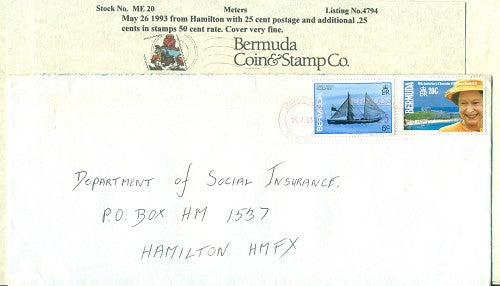 Stock No. ME 20 Meters Listing No.4794
May 26 1993 from Hamilton with 25 cent postage and additional .25
cents in stamps 50 cent rate. Cover very fine.
Bermuda
Coin & Stamp Co.
BERMUDA
5c
BERMUDA
20c
DEPARTMENT of SOCIAL INSURANCE.
P.O. BOX HM 1537
HAMILTON HMFX